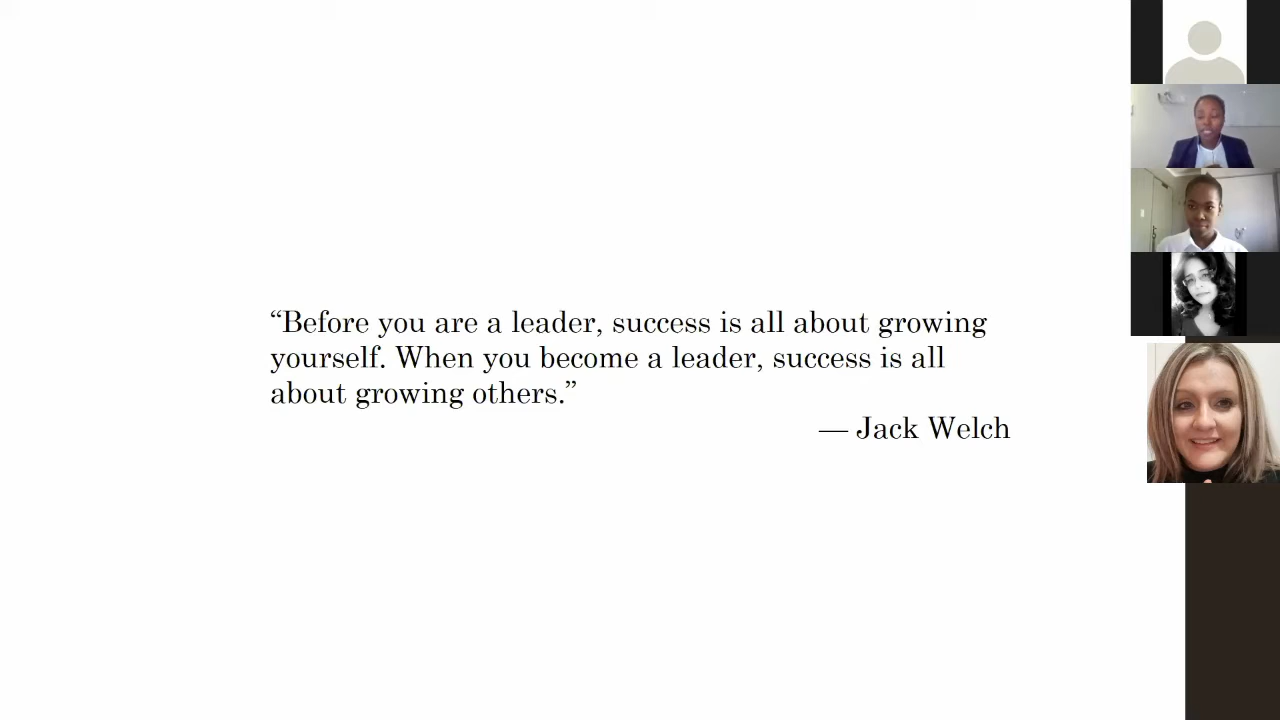 “Before you are a leader, success is all about growing
yourself. When you become a leader, success is all
about growing others.”
— Jack Welch